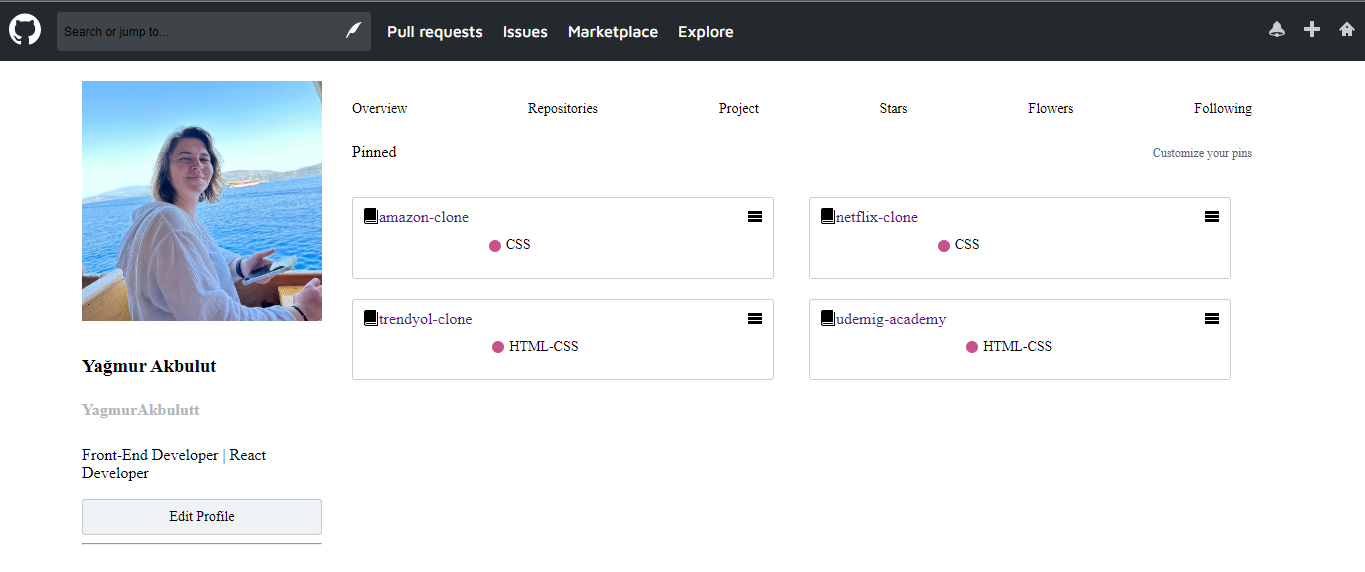 Search or jump to...
Pull requests
Issues
Marketplace
Explore
Overview
Repositories
Project
Stars
Flowers
Following
Pinned
Customize your pins
amazon-clone
CSS
netflix-clone
CSS
trendyol-clone
HTML-CSS
udemig-academy
HTML-CSS
Yağmur Akbulut
YagmurAkbulutt
Front-End Developer | React
Developer
Edit Profile